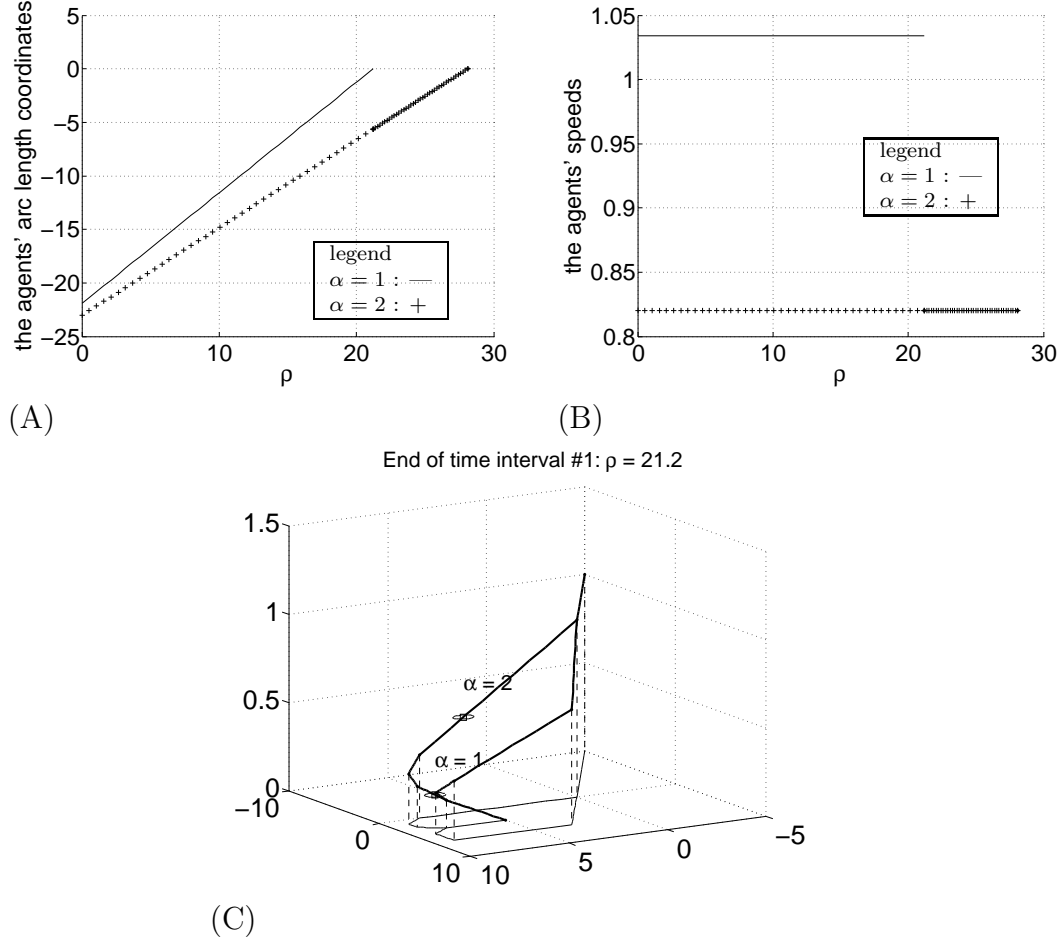 5
0
−5
−10
−15
−20
−25
0
10
20
30
ρ
the agents' arc length coordinates
legend
α = 1 : —
α = 2 : +
(A)
1.05
1
0.95
0.9
0.85
0.8
0
10
20
30
ρ
the agents' speeds
legend
α = 1 : —
α = 2 : +
(B)
End of time interval #1: ρ = 21.2
1.5
1
0.5
0
−10
0
10
10
5
0
−5
α = 2
α = 1
(C)